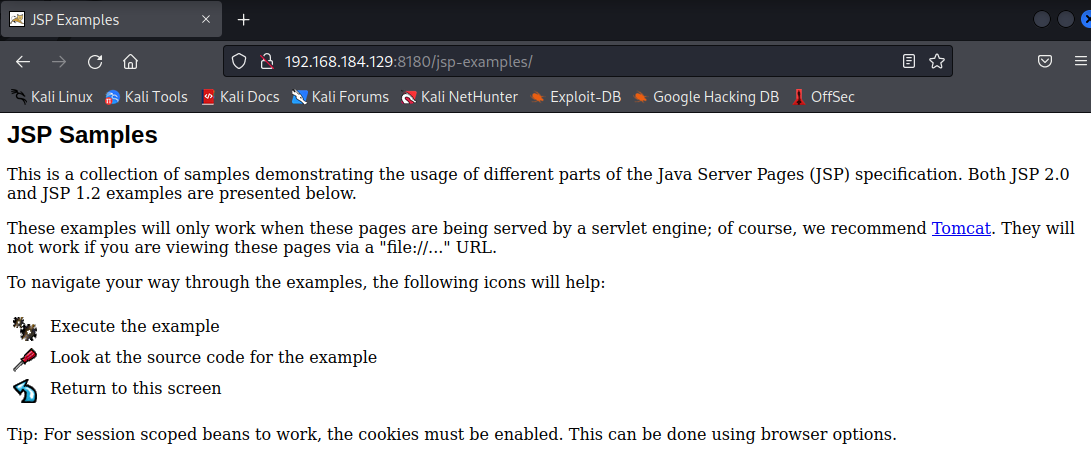 JSP Examples
192.168.184.129:8180/jsp-examples/
Kali Linux Kali Tools Kali Docs Kali Forums Kali NetHunter Exploit-DB Google Hacking DB OffSec
JSP Samples
This is a collection of samples demonstrating the usage of different parts of the Java Server Pages (JSP) specification. Both JSP 2.0
and JSP 1.2 examples are presented below.
These examples will only work when these pages are being served by a servlet engine; of course, we recommend Tomcat. They will
not work if you are viewing these pages via a "file://..." URL.
To navigate your way through the examples, the following icons will help:
Execute the example
Look at the source code for the example
Return to this screen
Tip: For session scoped beans to work, the cookies must be enabled. This can be done using browser options.